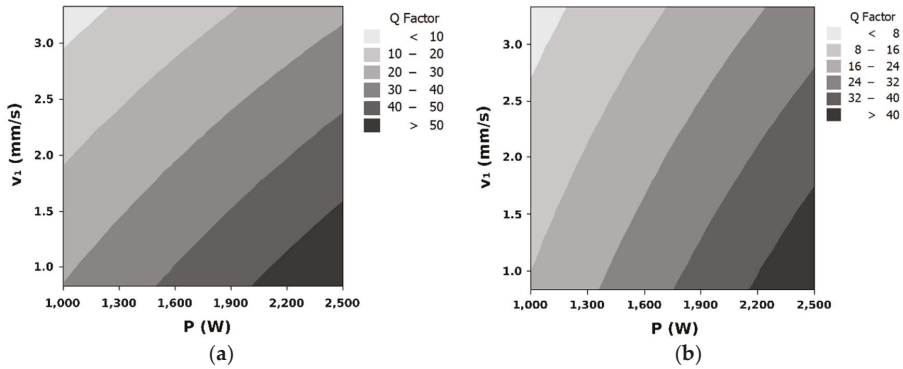 Q Factor
< 10
10 – 20
20 – 30
30 – 40
40 – 50
> 50
3.0
2.5
2.0
1.5
1.0
v₁ (mm/s)
1,000 1,300 1,600 1,900 2,200 2,500
P (W)
(a)
Q Factor
< 8
8 – 16
16 – 24
24 – 32
32 – 40
> 40
3.0
2.5
2.0
1.5
1.0
v₁ (mm/s)
1,000 1,300 1,600 1,900 2,200 2,500
P (W)
(b)